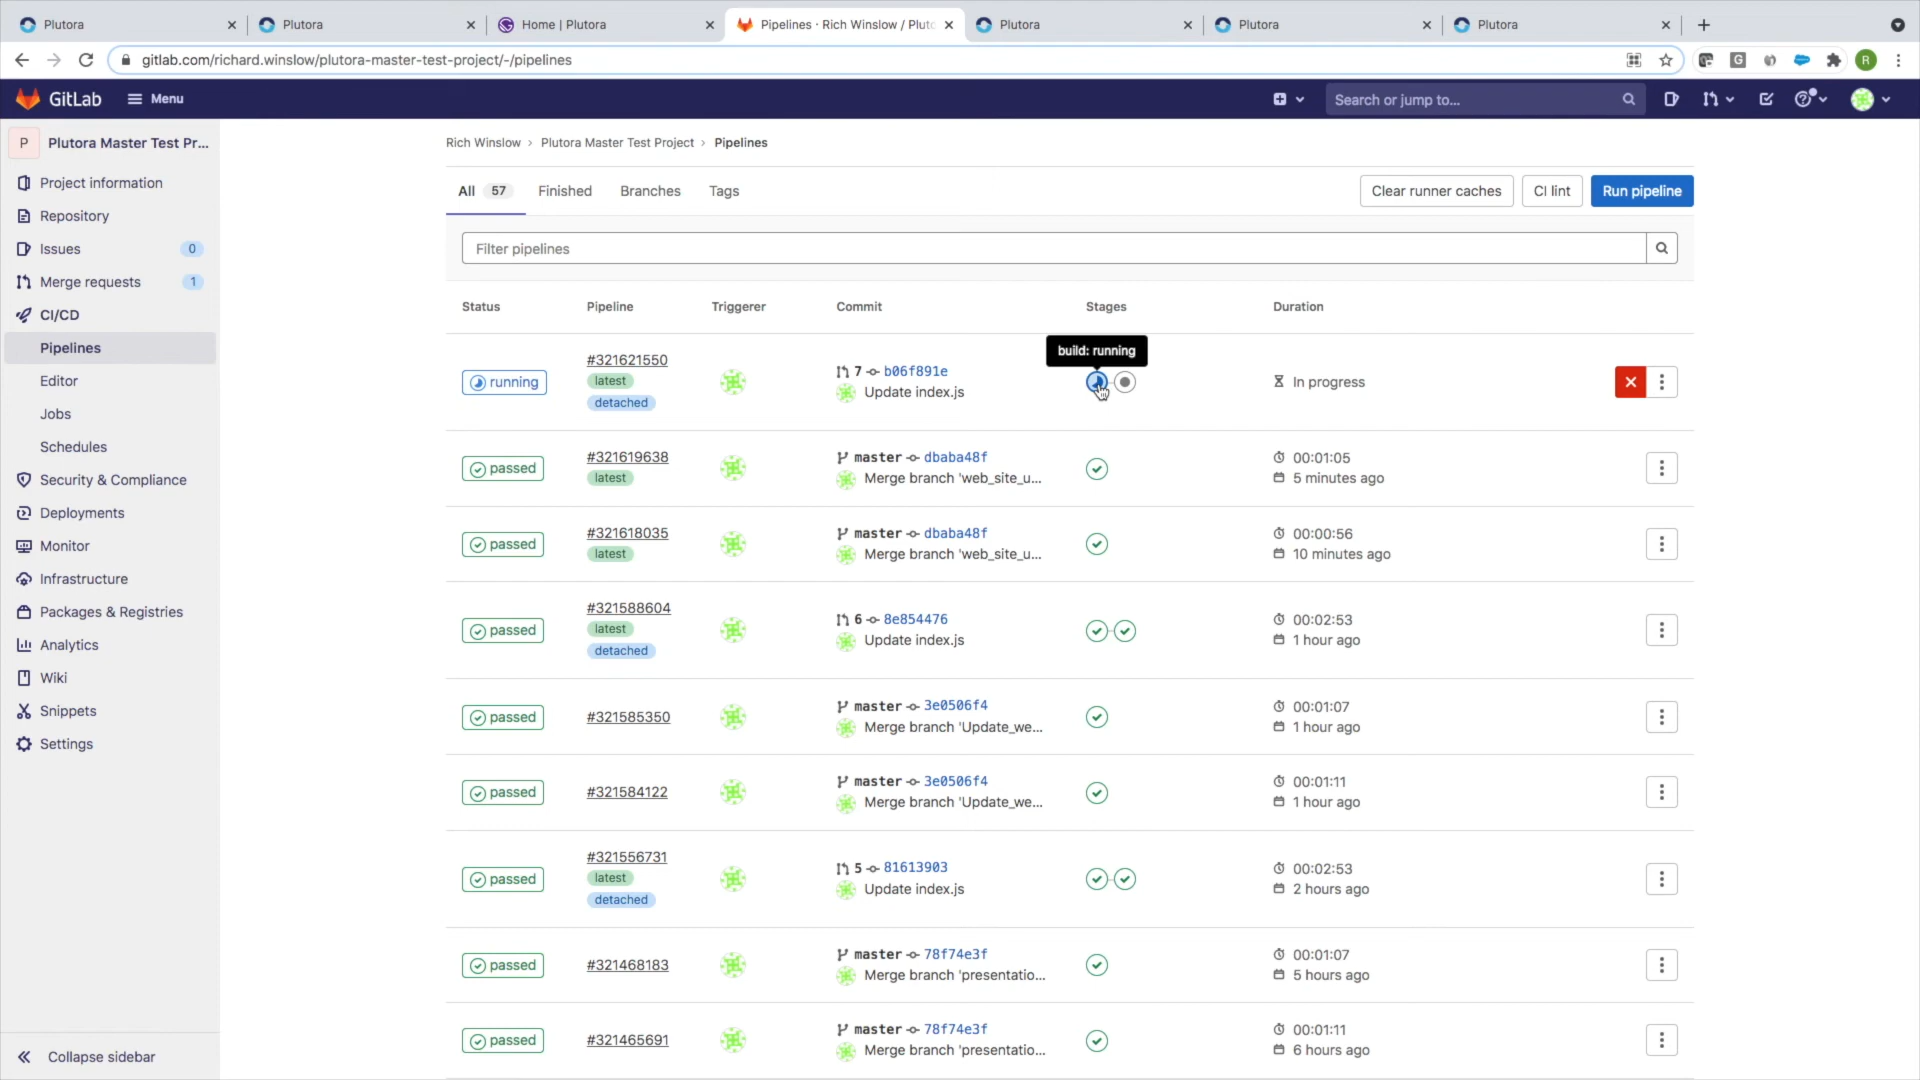 Plutora
Plutora
Home | Plutora
Pipelines · Rich Winslow / Pluto
Plutora
Plutora
Plutora
gitlab.com/richard.winslow/plutora-master-test-project/-/pipelines
G
R
GitLab
Menu
Search or jump to...
P
Plutora Master Test Pr...
Project information
Repository
Issues 0
Merge requests 1
CI/CD
Pipelines
Editor
Jobs
Schedules
Security & Compliance
Deployments
Monitor
Infrastructure
Packages & Registries
Analytics
Wiki
Snippets
Settings
Collapse sidebar
Rich Winslow › Plutora Master Test Project › Pipelines
All 57 Finished Branches Tags
Clear runner caches CI lint Run pipeline
Filter pipelines
Status Pipeline Triggerer Commit Stages Duration
build: running
running
#321621550
latest
detached
7 b06f891e
Update index.js
In progress
passed
#321619638
latest
master dbaba48f
Merge branch 'web_site_u...
00:01:05
5 minutes ago
passed
#321618035
latest
master dbaba48f
Merge branch 'web_site_u...
00:00:56
10 minutes ago
passed
#321588604
latest
detached
6 8e854476
Update index.js
00:02:53
1 hour ago
passed
#321585350
master 3e0506f4
Merge branch 'Update_we...
00:01:07
1 hour ago
passed
#321584122
master 3e0506f4
Merge branch 'Update_we...
00:01:11
1 hour ago
passed
#321556731
latest
detached
5 81613903
Update index.js
00:02:53
2 hours ago
passed
#321468183
master 78f74e3f
Merge branch 'presentatio...
00:01:07
5 hours ago
passed
#321465691
master 78f74e3f
Merge branch 'presentatio...
00:01:11
6 hours ago